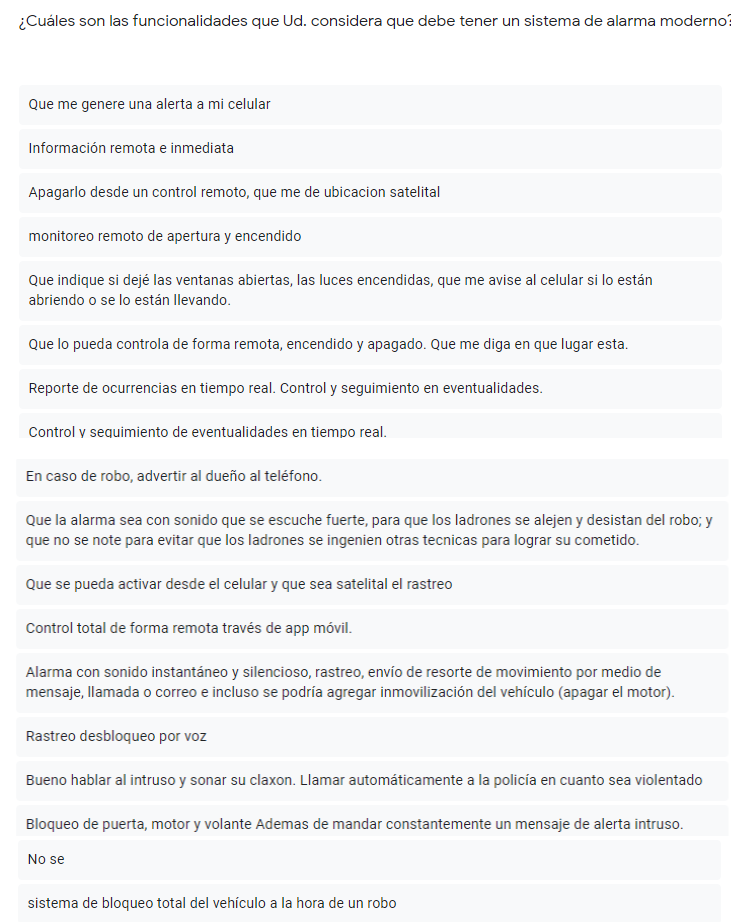 ¿Cuáles son las funcionalidades que Ud. considera que debe tener un sistema de alarma moderno?
Que me genere una alerta a mi celular
Información remota e inmediata
Apagarlo desde un control remoto, que me de ubicacion satelital
monitoreo remoto de apertura y encendido
Que indique si dejé las ventanas abiertas, las luces encendidas, que me avise al celular si lo están
abriendo o se lo están llevando.
Que lo pueda controla de forma remota, encendido y apagado. Que me diga en que lugar esta.
Reporte de ocurrencias en tiempo real. Control y seguimiento en eventualidades.
Control y seguimiento de eventualidades en tiempo real.
En caso de robo, advertir al dueño al teléfono.
Que la alarma sea con sonido que se escuche fuerte, para que los ladrones se alejen y desistan del robo; y
que no se note para evitar que los ladrones se ingenien otras tecnicas para lograr su cometido.
Que se pueda activar desde el celular y que sea satelital el rastreo
Control total de forma remota través de app móvil.
Alarma con sonido instantáneo y silencioso, rastreo, envío de resorte de movimiento por medio de
mensaje, llamada o correo e incluso se podría agregar inmovilización del vehículo (apagar el motor).
Rastreo desbloqueo por voz
Bueno hablar al intruso y sonar su claxon. Llamar automáticamente a la policía en cuanto sea violentado
Bloqueo de puerta, motor y volante Ademas de mandar constantemente un mensaje de alerta intruso.
No se
sistema de bloqueo total del vehículo a la hora de un robo